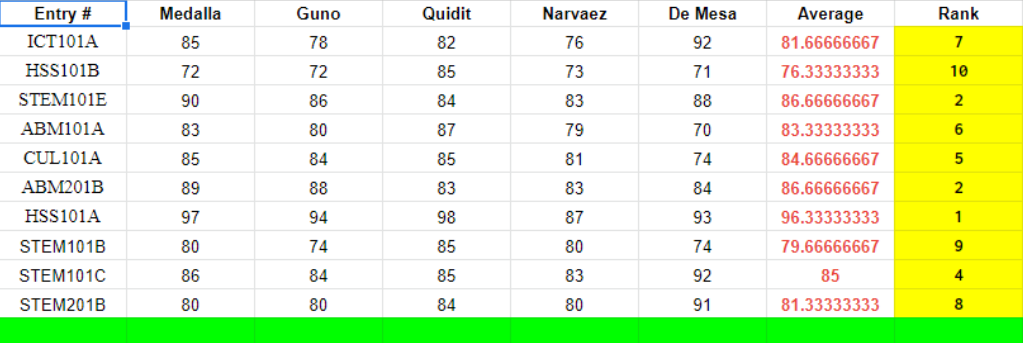 Entry # Medalla Guno Quidit Narvaez De Mesa Average Rank
ICT101A 85 78 82 76 92 81.66666667 7
HSS101B 72 72 85 73 71 76.33333333 10
STEM101E 90 86 84 83 88 86.66666667 2
ABM101A 83 80 87 79 70 83.33333333 6
CUL101A 85 84 85 81 74 84.66666667 5
ABM201B 89 88 83 83 84 86.66666667 2
HSS101A 97 94 98 87 93 96.33333333 1
STEM101B 80 74 85 80 74 79.66666667 9
STEM101C 86 84 85 83 92 85 4
STEM201B 80 80 84 80 91 81.33333333 8